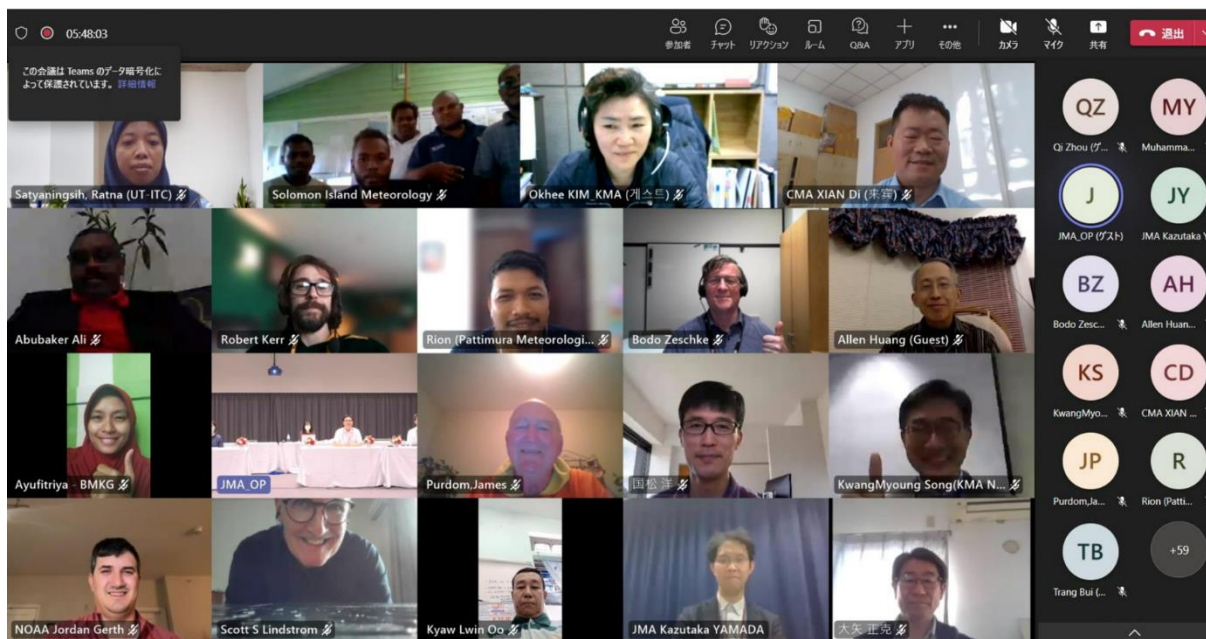 05:48:03
参加者
チャット
リアクション
ルーム
Q&A
アプリ
その他
カメラ
マイク
共有
退出
この会議は Teams のデータ暗号化に
よって保護されています。詳細情報
Satyaningsih, Ratna (UT-ITC)
Solomon Island Meteorology
Okhee KIM_KMA (게스트)
CMA XIAN Di (来宾)
Abubaker Ali
Robert Kerr
Rion (Pattimura Meteorologi...
Bodo Zeschke
Allen Huang (Guest)
Ayufitriya - BMKG
JMA_OP
Purdom,James
国松 洋
KwangMyoung Song(KMA N...
NOAA Jordan Gerth
Scott S Lindstrom
Kyaw Lwin Oo
JMA Kazutaka YAMADA
大矢 正克
QZ
Qi Zhou (ゲ...
MY
Muhamma...
J
JMA_OP (ゲスト)
JY
JMA Kazutaka Y
BZ
Bodo Zesc...
AH
Allen Huan...
KS
KwangMyo...
CD
CMA XIAN ...
JP
Purdom,Ja...
R
Rion (Patti...
TB
Trang Bui (...
+59